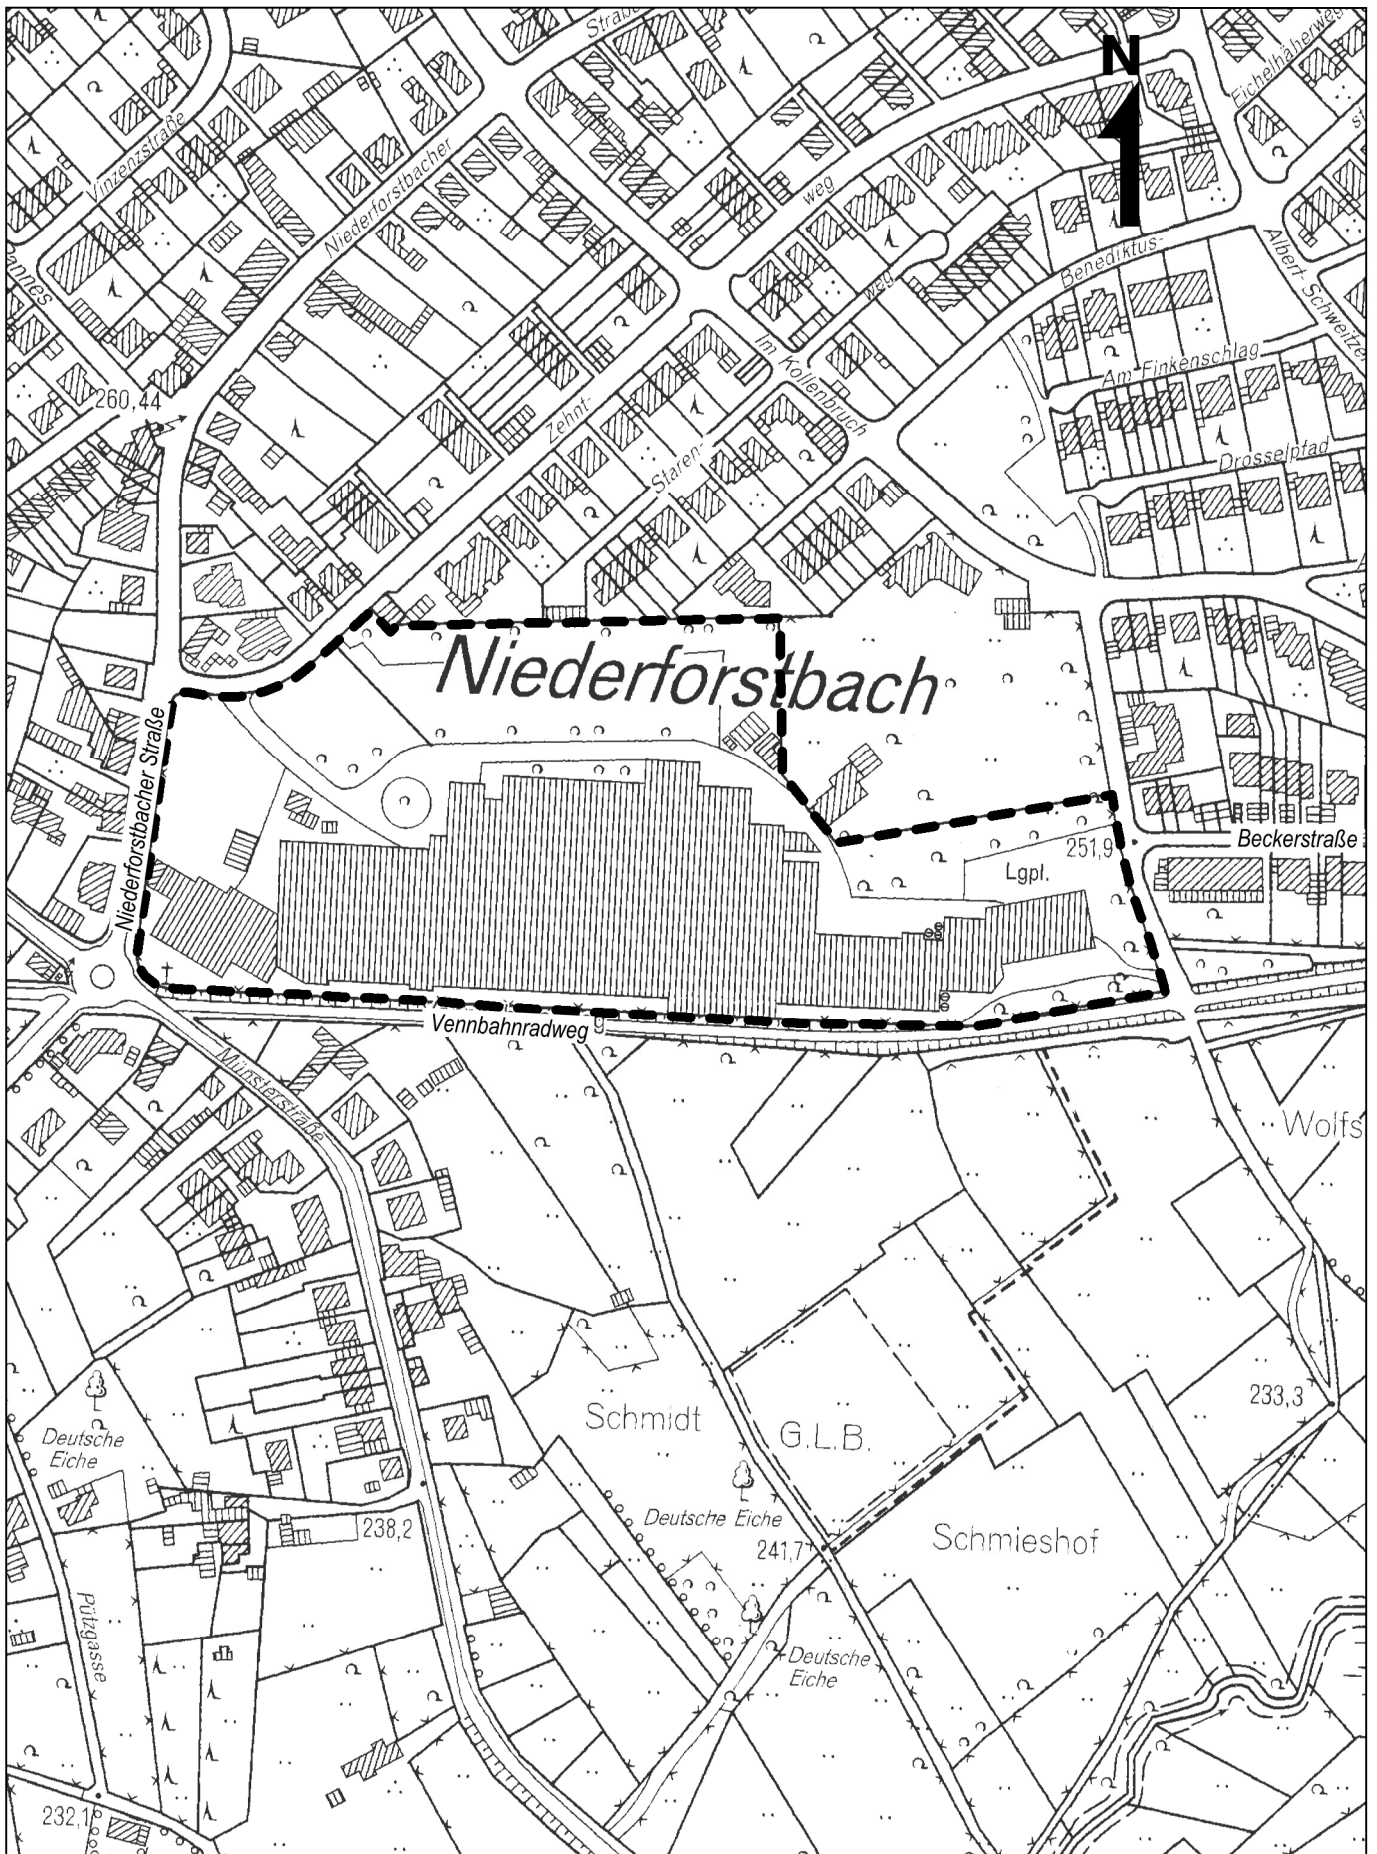 Straße
N
Eichelhäherweg
Vinzenzstraße
Niederforstbacher
weg
weg
Benediktus-
Albert-Schweitzer
annes
Im Kollenbruch
Am Finkenschlag
260,44
Zehnt-
Staren-
Drosselpfad
Niederforstbach
Niederforstbacher Straße
251,9
Beckerstraße
Lgpl.
Vennbahnradweg
Münsterstraße
Wolfs
233,3
Schmidt
G.L.B.
Deutsche
Eiche
Deutsche Eiche
238,2
241,7
Schmieshof
Pützgasse
Deutsche
Eiche
232,1